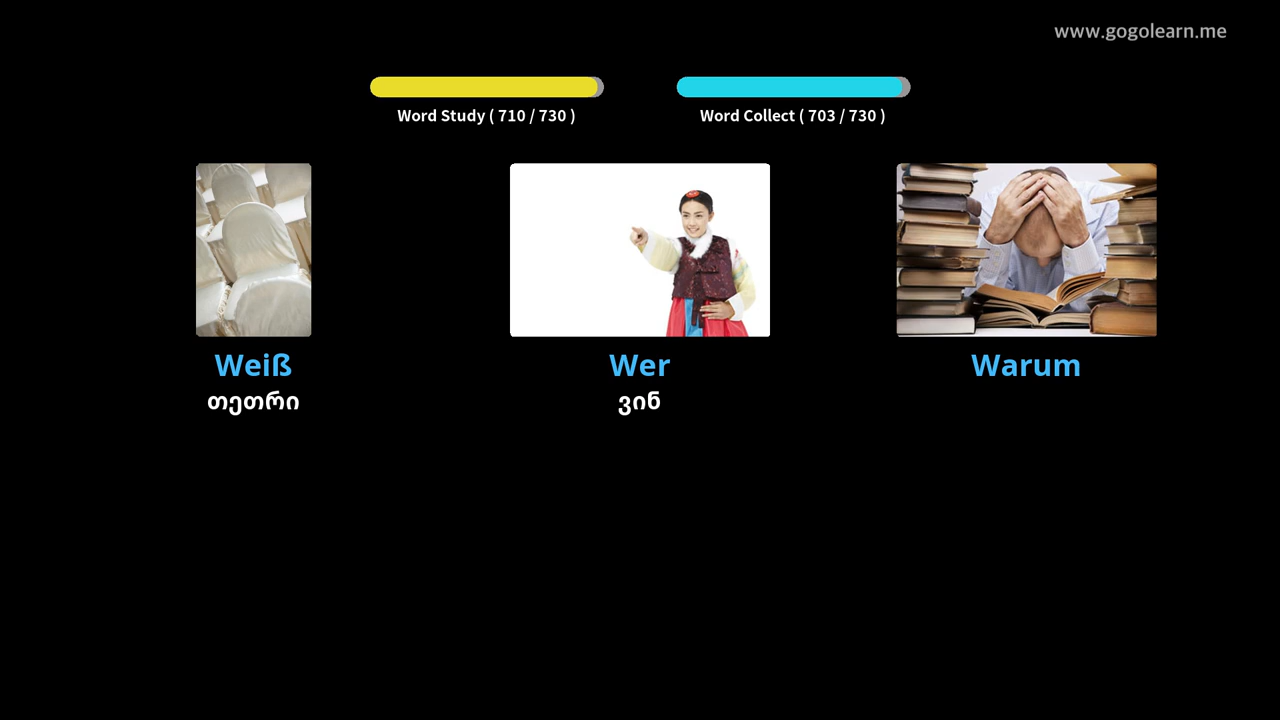 www.gogolearn.me
Word Study ( 710 / 730 )
Word Collect ( 703 / 730 )
Weiß
თეთრი
Wer
ვინ
Warum